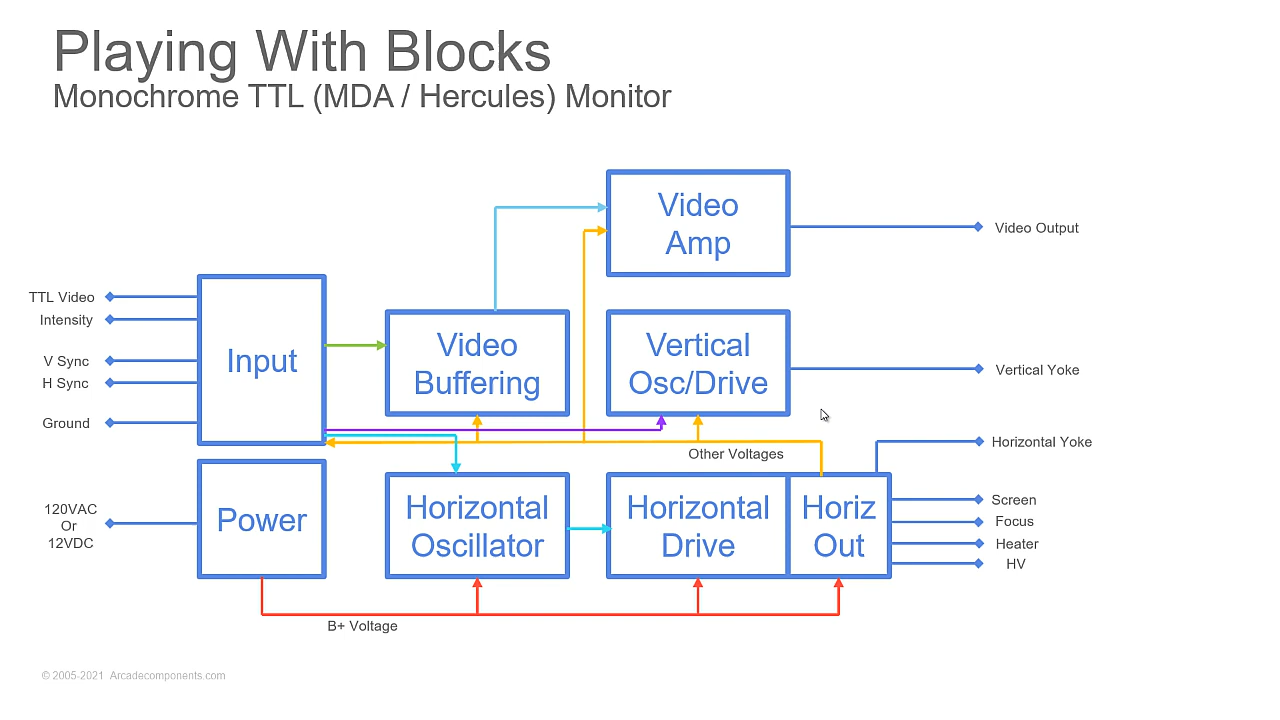 Playing With Blocks
Monochrome TTL (MDA / Hercules) Monitor
Video
Amp
Video Output
TTL Video
Intensity
V Sync
H Sync
Ground
Input
Video
Buffering
Vertical
Osc/Drive
Vertical Yoke
Other Voltages
Horizontal Yoke
120VAC
Or
12VDC
Power
Horizontal
Oscillator
Horizontal
Drive
Horiz
Out
Screen
Focus
Heater
HV
B+ Voltage
© 2005-2021 Arcadecomponents.com